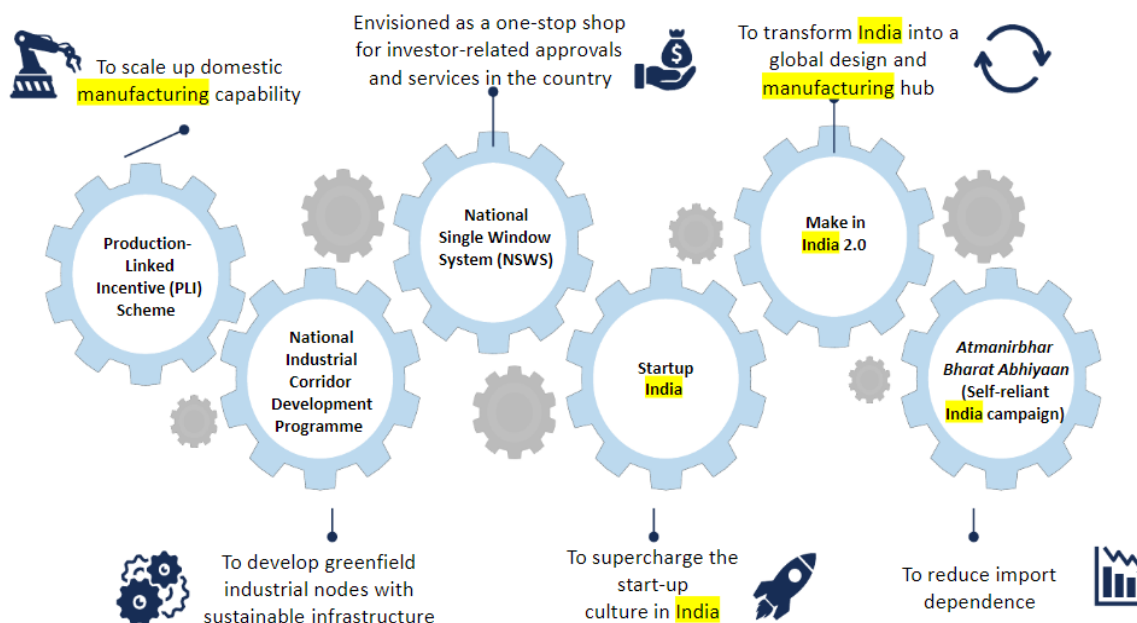 To scale up domestic
manufacturing capability
Envisioned as a one-stop shop
for investor-related approvals
and services in the country
To transform India into a
global design and
manufacturing hub
Production-
Linked
Incentive (PLI)
Scheme
National
Industrial
Corridor
Development
Programme
National
Single Window
System (NSWS)
Startup
India
Make in
India 2.0
Atmanirbhar
Bharat Abhiyaan
(Self-reliant
India campaign)
To develop greenfield
industrial nodes with
sustainable infrastructure
To supercharge the
start-up
culture in India
To reduce import
dependence